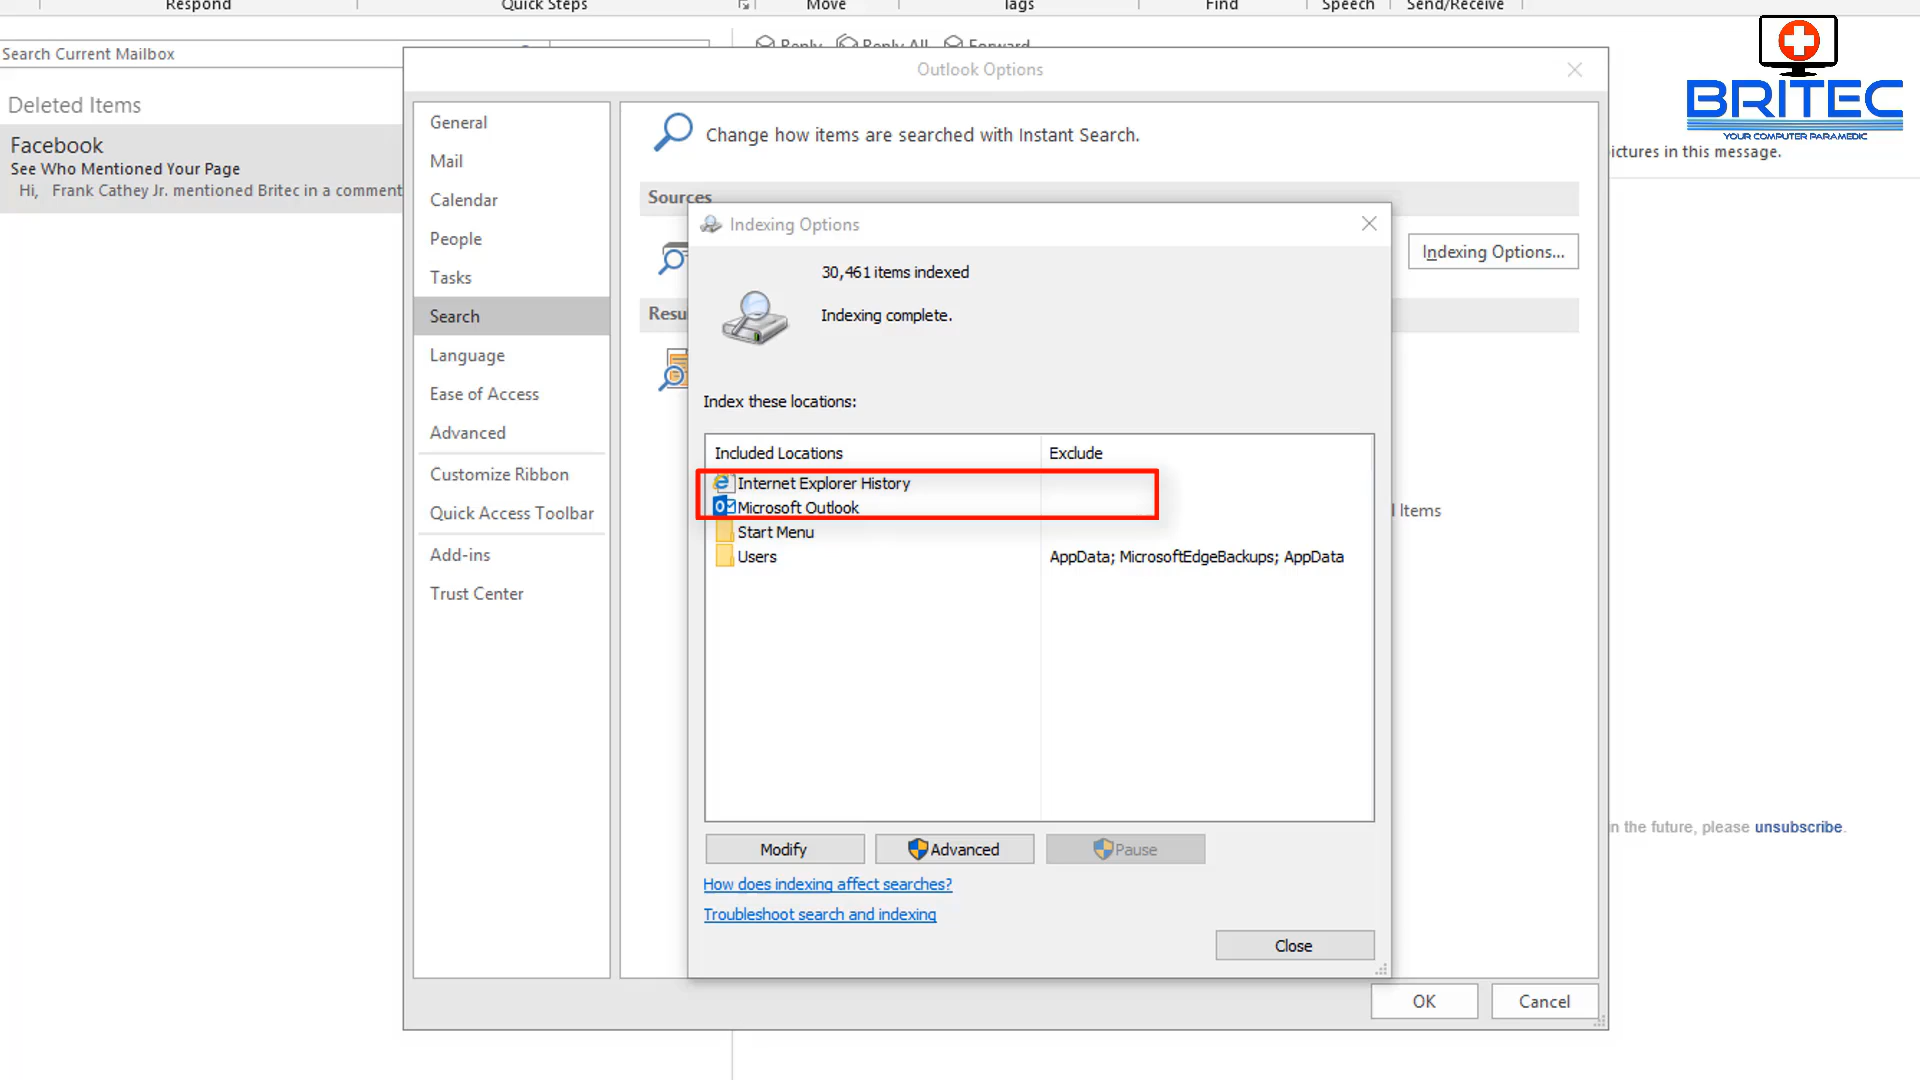 Respond
Quick Steps
Move
Tags
Find
Speech
Send/Receive
Search Current Mailbox
Reply
Reply All
Forward
BRITEC
YOUR COMPUTER PARAMEDIC
Deleted Items
Facebook
See Who Mentioned Your Page
Hi, Frank Cathey Jr. mentioned Britec in a comment
ictures in this message.
Outlook Options
General
Mail
Calendar
People
Tasks
Search
Language
Ease of Access
Advanced
Customize Ribbon
Quick Access Toolbar
Add-ins
Trust Center
Change how items are searched with Instant Search.
Sources
Indexing Options...
Resu
l Items
Indexing Options
30,461 items indexed
Indexing complete.
Index these locations:
Included Locations
Exclude
Internet Explorer History
Microsoft Outlook
Start Menu
Users
AppData; MicrosoftEdgeBackups; AppData
Modify
Advanced
Pause
How does indexing affect searches?
Troubleshoot search and indexing
Close
OK
Cancel
in the future, please unsubscribe.